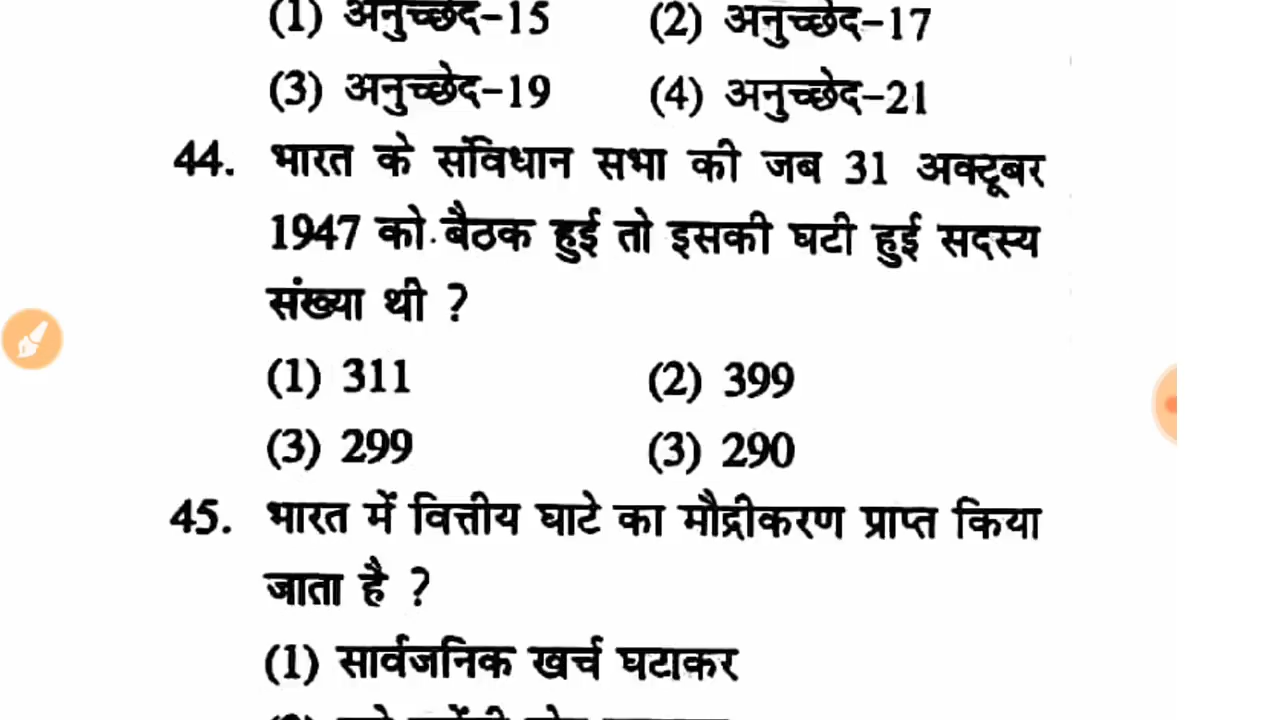 (1) अनुच्छेद-15 (2) अनुच्छेद-17
(3) अनुच्छेद-19 (4) अनुच्छेद-21
44. भारत के संविधान सभा की जब 31 अक्टूबर
1947 को बैठक हुई तो इसकी घटी हुई सदस्य
संख्या थी ?
(1) 311 (2) 399
(3) 299 (3) 290
45. भारत में वित्तीय घाटे का मौद्रीकरण प्राप्त किया
जाता है ?
(1) सार्वजनिक खर्च घटाकर